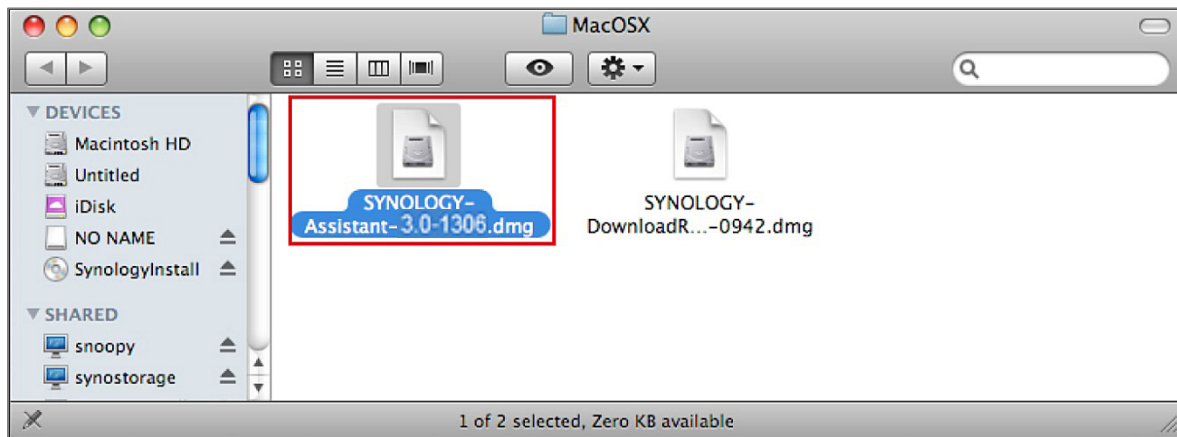 MacOSX
DEVICES
Macintosh HD
Untitled
iDisk
NO NAME
SynologyInstall
SHARED
snoopy
synostorage
SYNOLOGY-
Assistant-3.0-1306.dmg
SYNOLOGY-
DownloadR...-0942.dmg
1 of 2 selected, Zero KB available